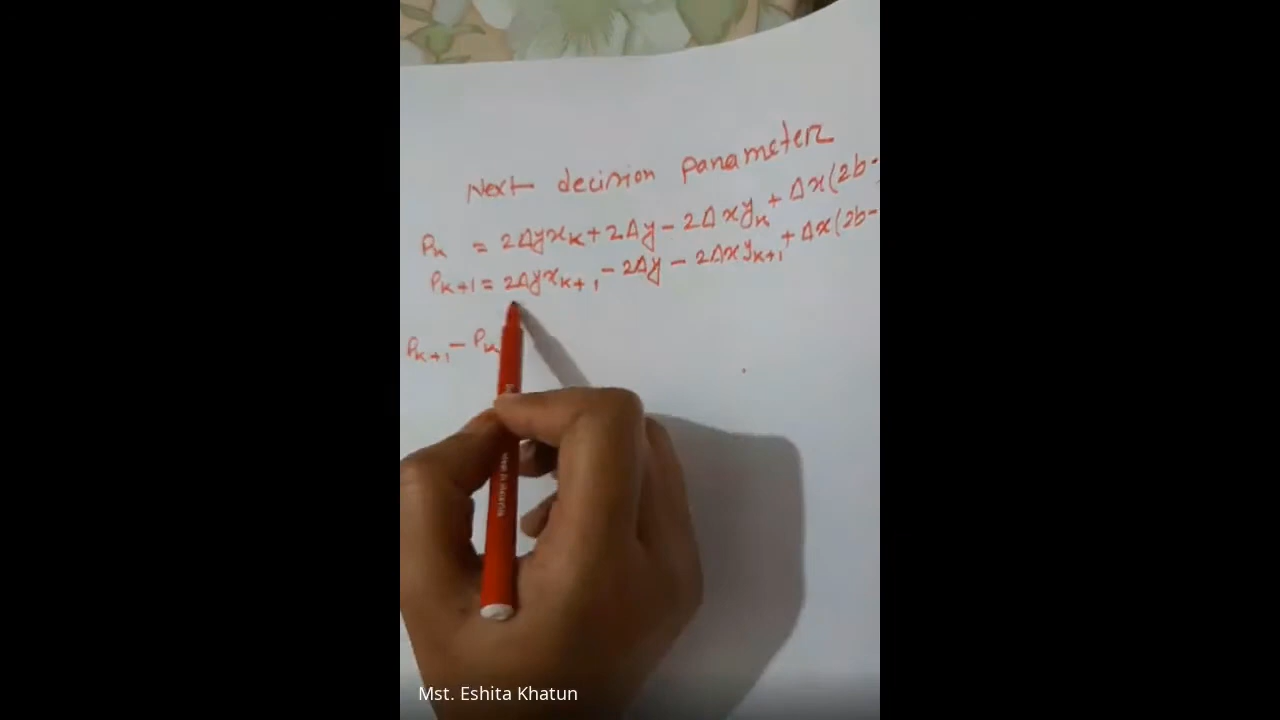 Next decision parameter
Pk = 2Δyxk + 2Δy - 2Δxyk + Δx(2b-
Pk+1 = 2Δyxk+1 - 2Δy - 2Δxyk+1 + Δx(2b-
Pk+1 - Pk
Mst. Eshita Khatun